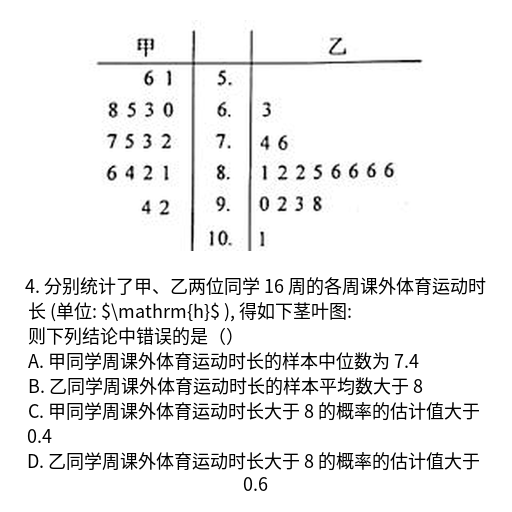 甲 乙
6 1 5.
8 5 3 0 6. 3
7 5 3 2 7. 4 6
6 4 2 1 8. 1 2 2 5 6 6 6 6
4 2 9. 0 2 3 8
10. 1
4. 分别统计了甲、乙两位同学 16 周的各周课外体育运动时
长 (单位: $\mathrm{h}$ ), 得如下茎叶图:
则下列结论中错误的是（）
A. 甲同学周课外体育运动时长的样本中位数为 7.4
B. 乙同学周课外体育运动时长的样本平均数大于 8
C. 甲同学周课外体育运动时长大于 8 的概率的估计值大于
0.4
D. 乙同学周课外体育运动时长大于 8 的概率的估计值大于
0.6